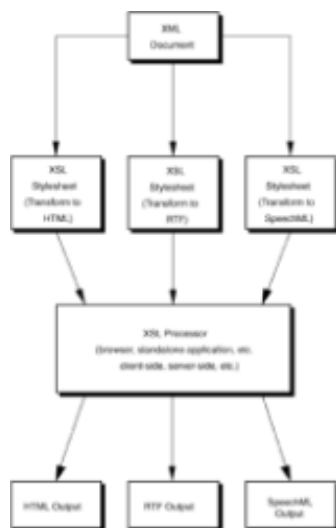 XML
Document
XSL
Stylesheet
(Transform to
HTML)
XSL
Stylesheet
(Transform to
RTF)
XSL
Stylesheet
(Transform to
SpeechML)
XSL Processor
(browser, standalone application, etc.
client-side, server-side, etc.)
HTML Output
RTF Output
SpeechML
Output